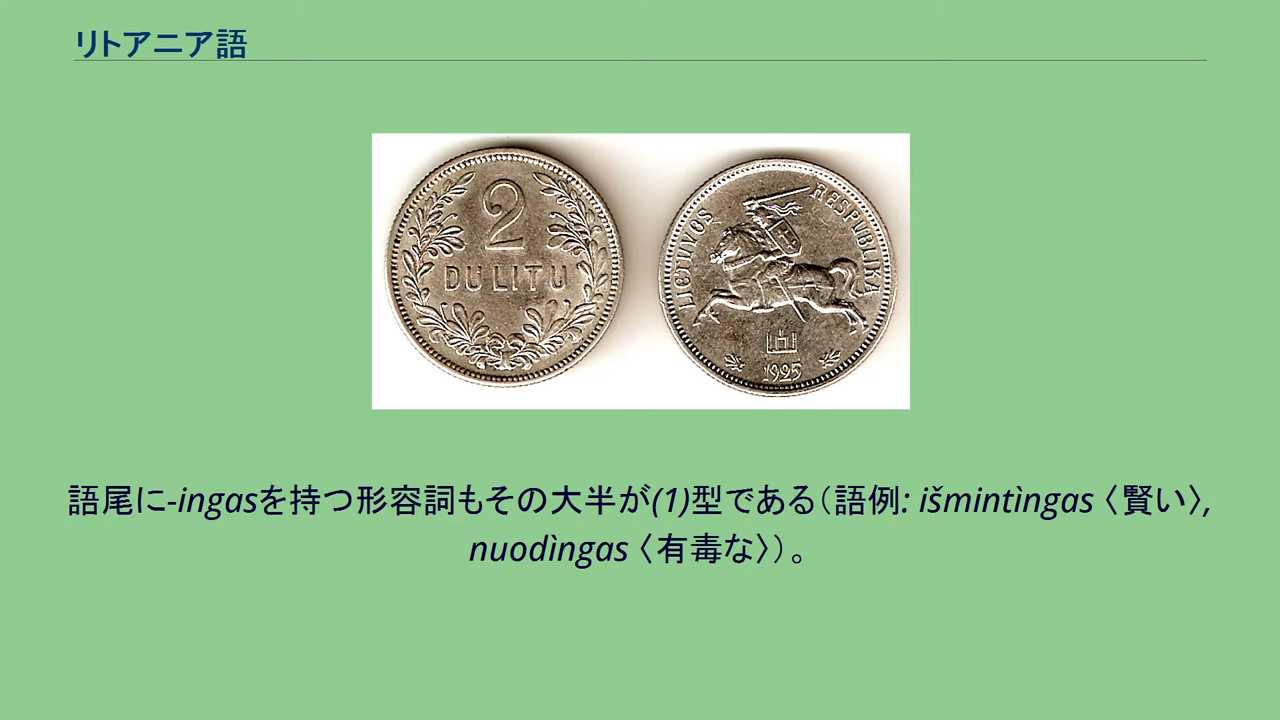 リトアニア語
2
DU LITU
LIETUVOS RESPUBLIKA
1925
語尾に-ingasを持つ形容詞もその大半が(1)型である（語例: išmintìngas〈賢い〉,
nuodìngas〈有毒な〉）。